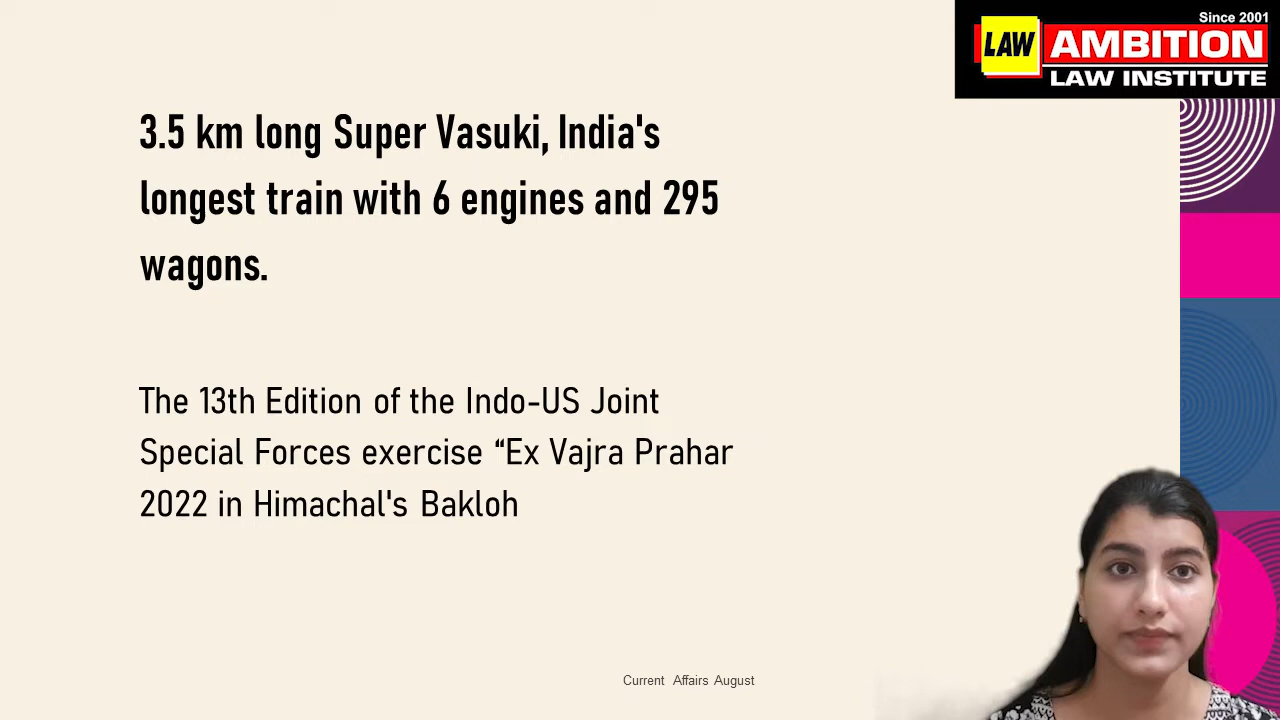 Since 2001
LAW AMBITION
LAW INSTITUTE
3.5 km long Super Vasuki, India's
longest train with 6 engines and 295
wagons.
The 13th Edition of the Indo-US Joint
Special Forces exercise “Ex Vajra Prahar
2022 in Himachal's Bakloh
Current Affairs August